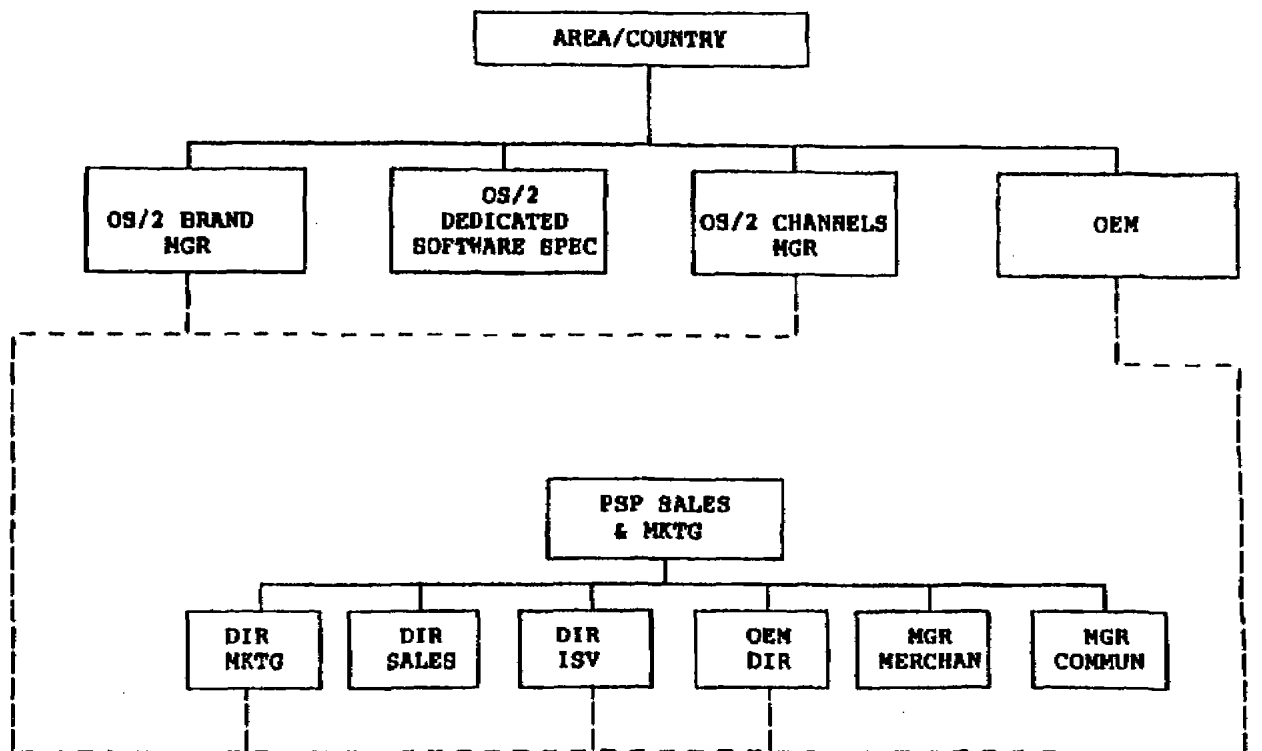 AREA/COUNTRY
OS/2 BRAND
MGR
OS/2
DEDICATED
SOFTWARE SPEC
OS/2 CHANNELS
MGR
OEM
PSP SALES
& MKTG
DIR
MKTG
DIR
SALES
DIR
ISV
OEM
DIR
MGR
MERCHAN
MGR
COMMUN